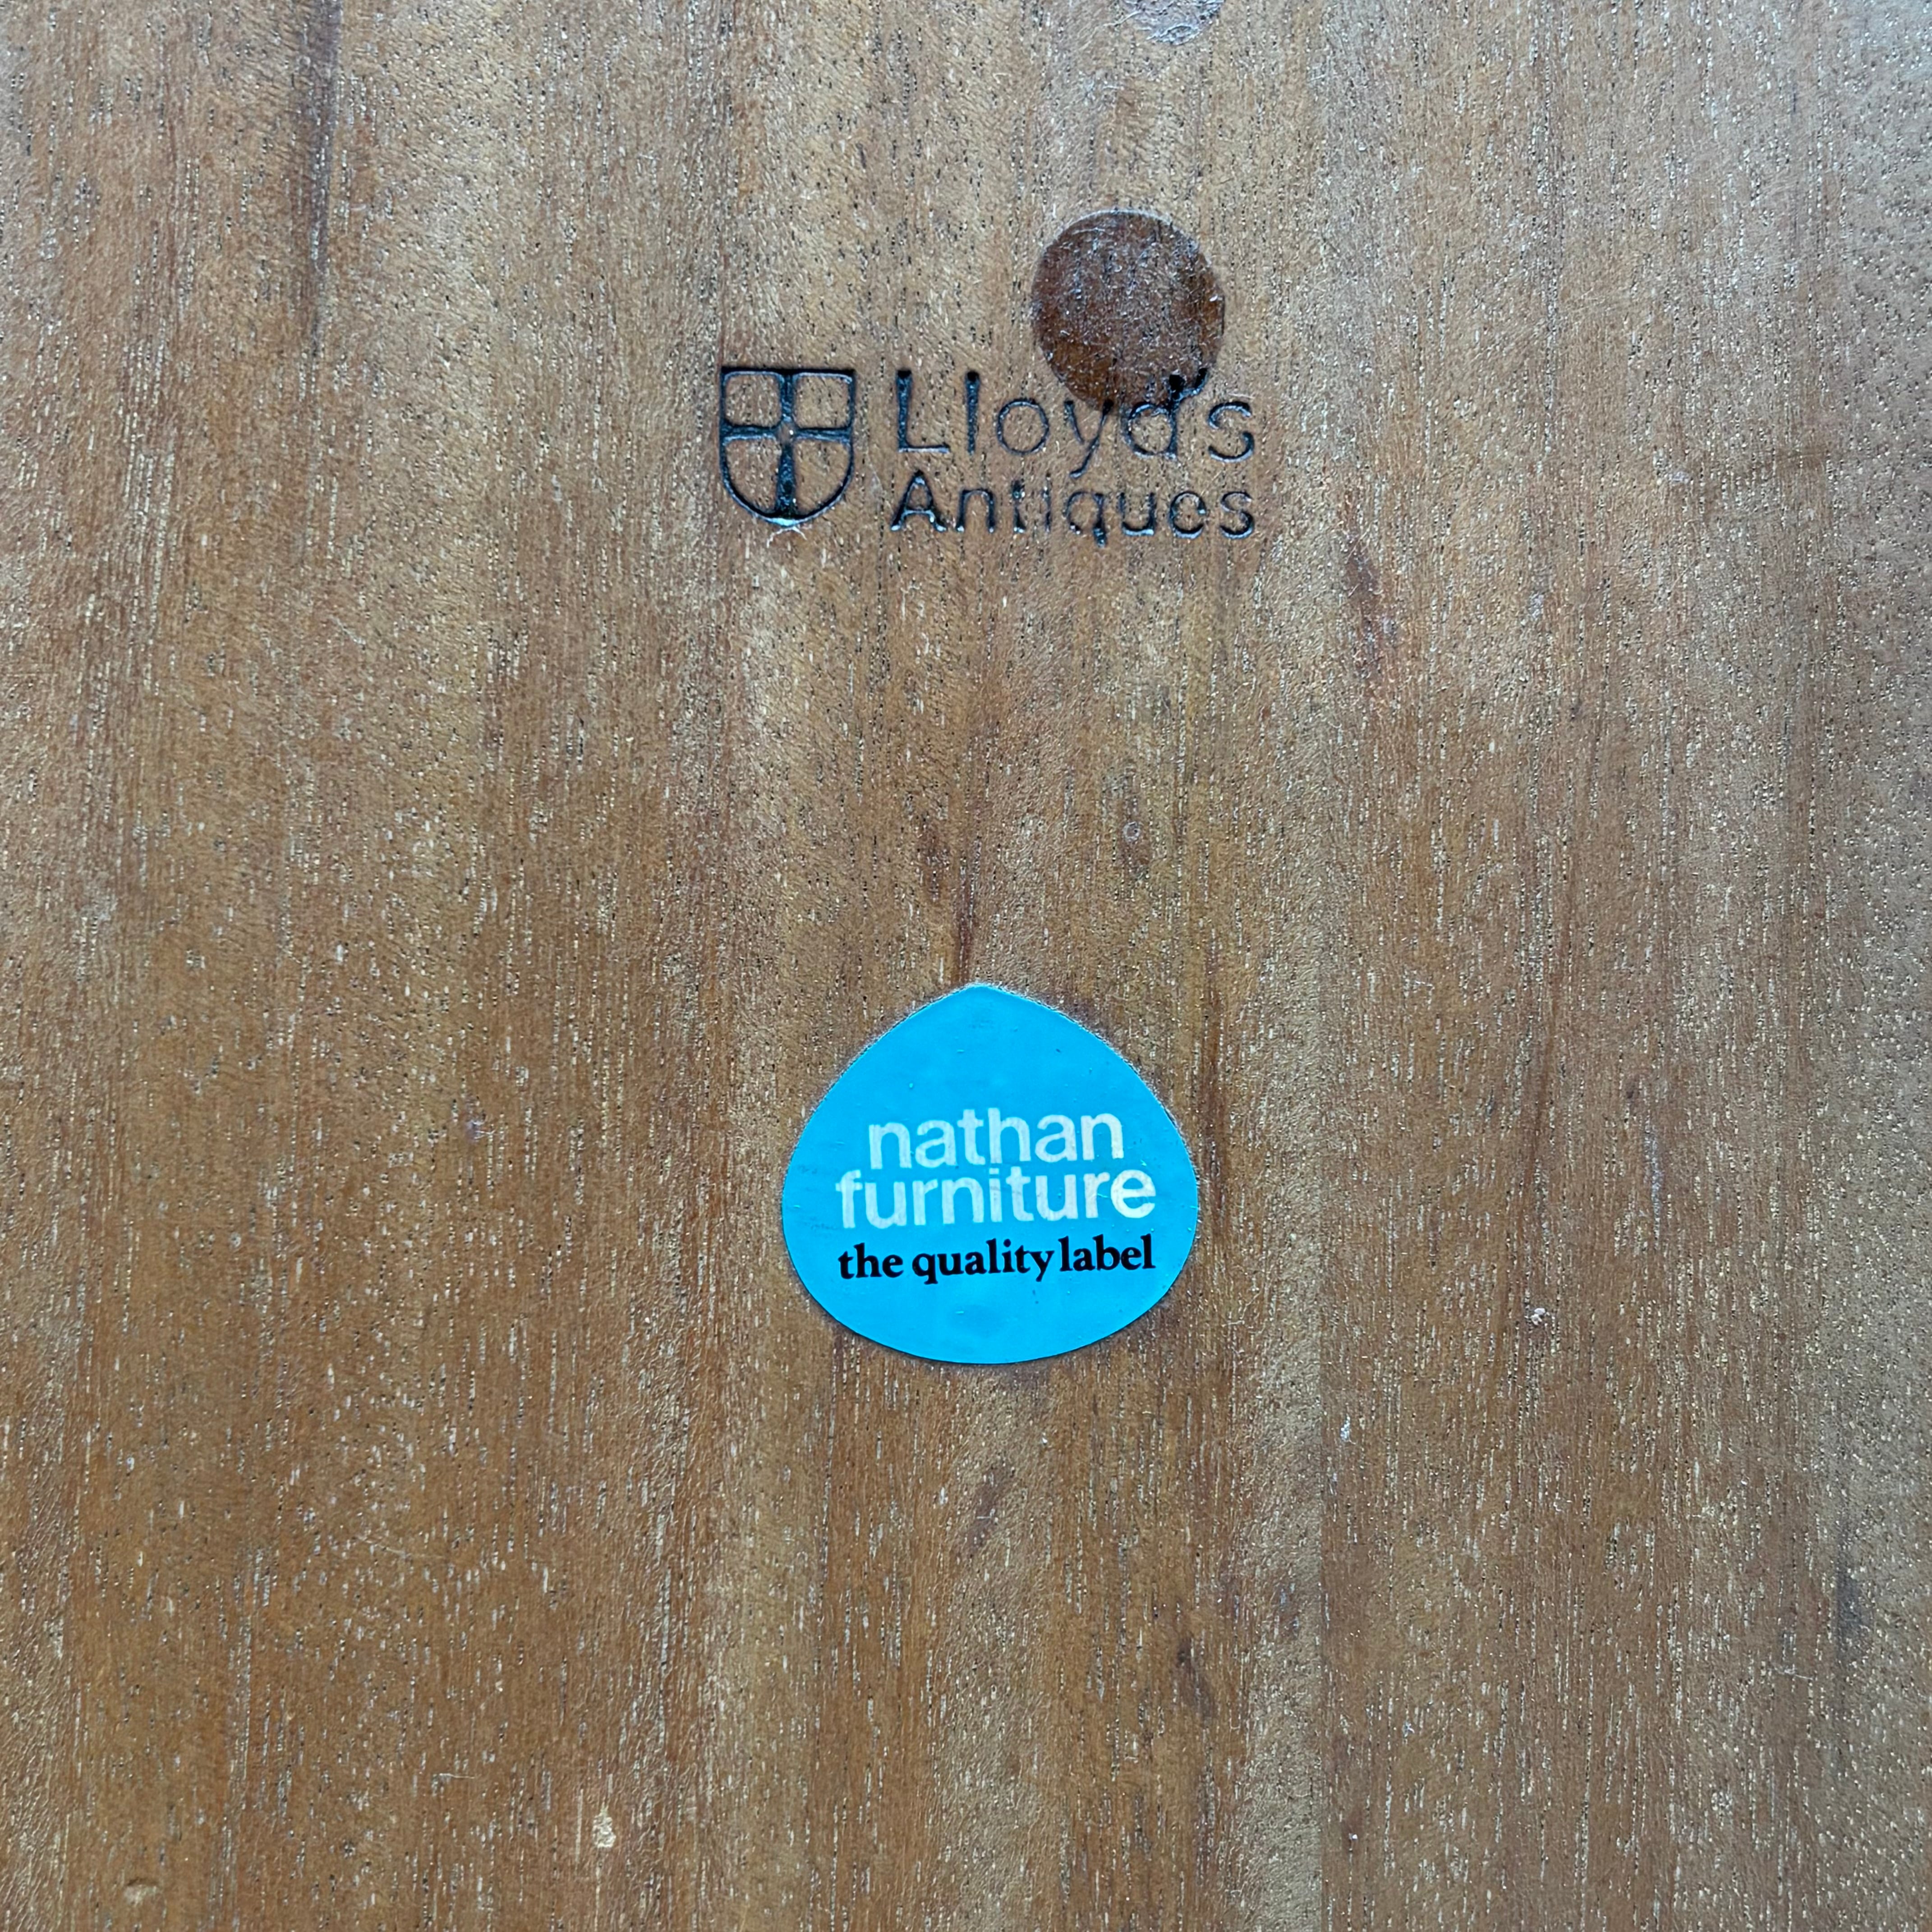 Lloyd's
Antiques
nathan
furniture
the quality label